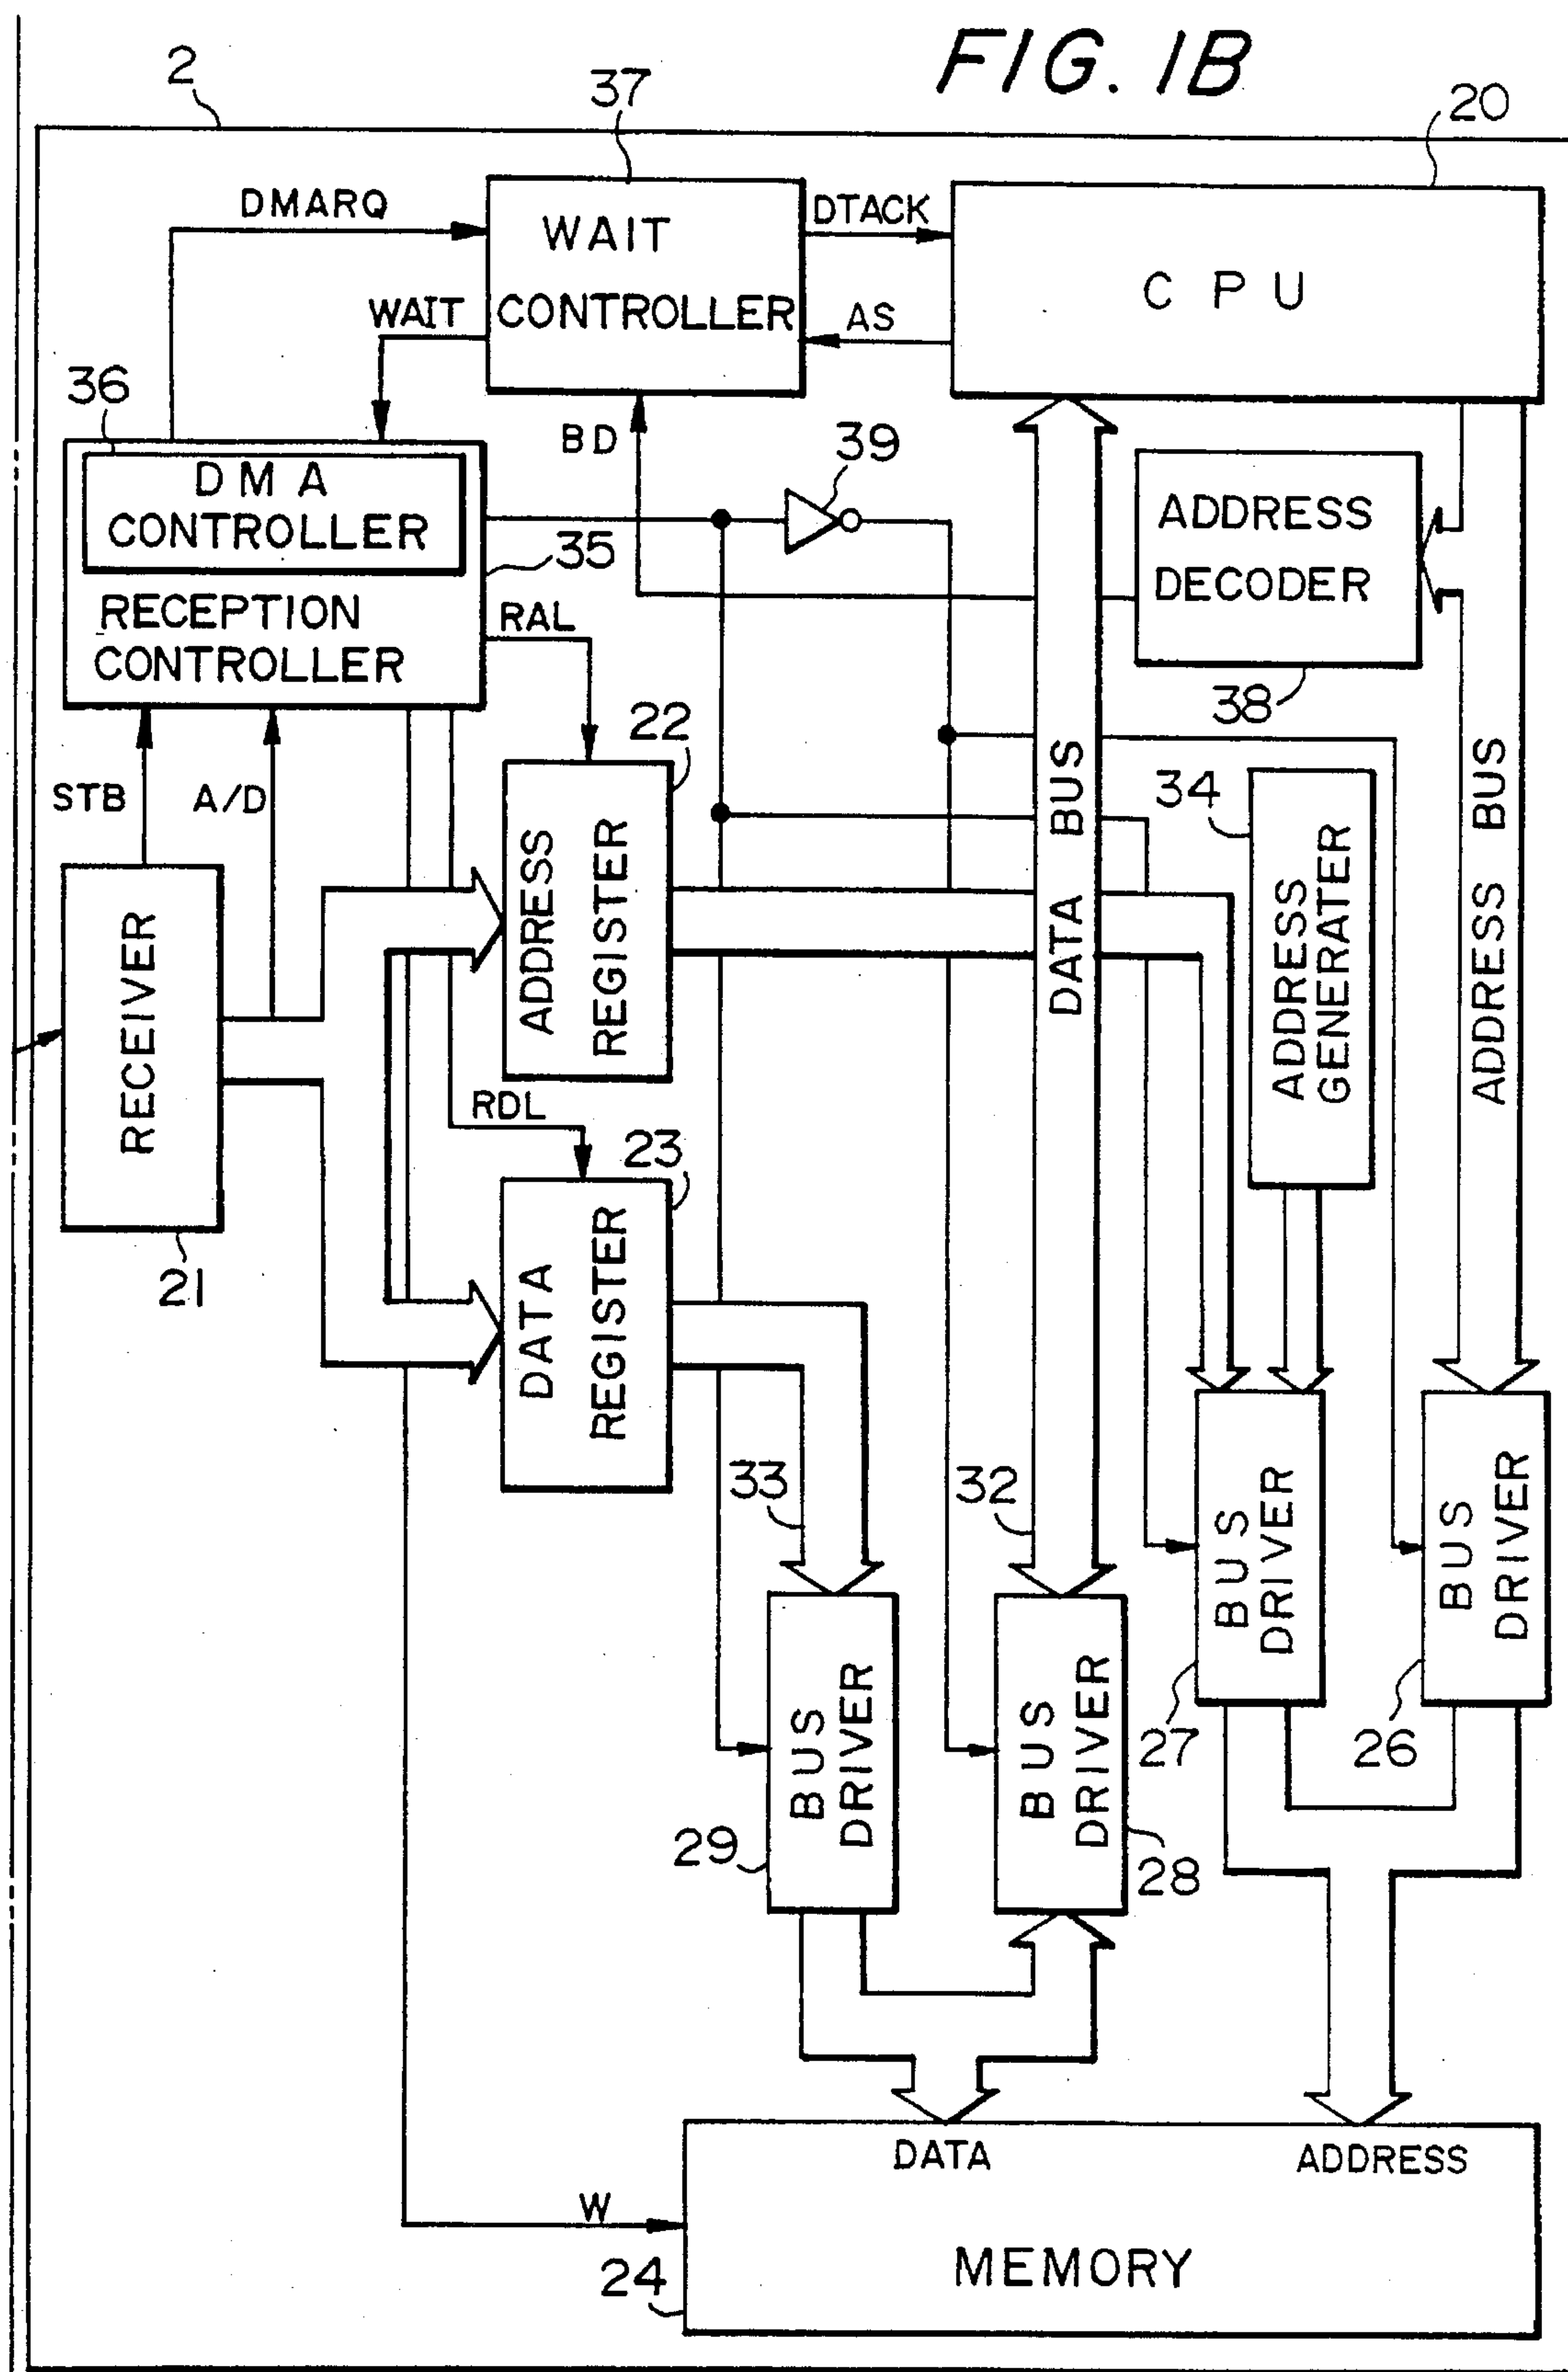 FIG. 1B
2
37
20
DMARQ
WAIT
CONTROLLER
DTACK
CPU
WAIT
AS
36
DMA
CONTROLLER
BD
39
ADDRESS
DECODER
35
RECEPTION
CONTROLLER
RAL
38
STB
A/D
22
34
DATA BUS
ADDRESS BUS
RECEIVER
ADDRESS
REGISTER
ADDRESS
GENERATER
RDL
23
21
DATA
REGISTER
33
32
BUS
DRIVER
BUS
DRIVER
BUS
DRIVER
BUS
DRIVER
27
26
29
28
DATA
ADDRESS
W
MEMORY
24